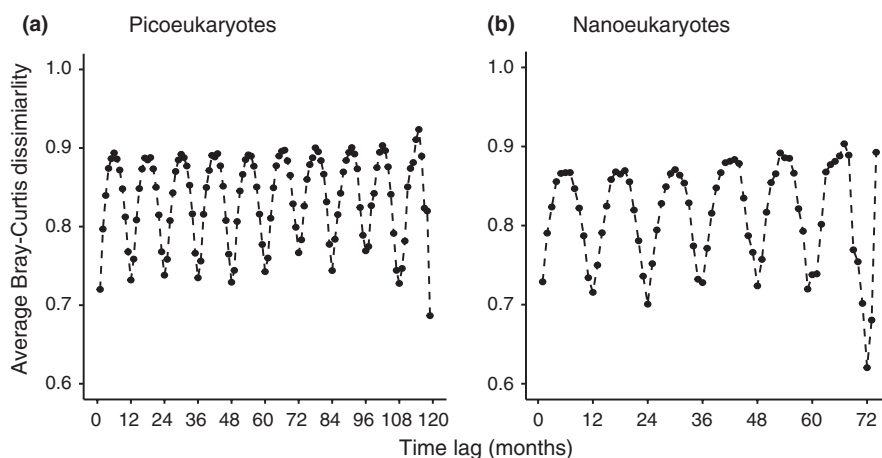 (a) Picoeukaryotes
(b) Nanoeukaryotes
Average Bray-Curtis dissimiarlity
1.0
0.9
0.8
0.7
0.6
0 12 24 36 48 60 72 84 96 108 120
1.0
0.9
0.8
0.7
0.6
0 12 24 36 48 60 72
Time lag (months)